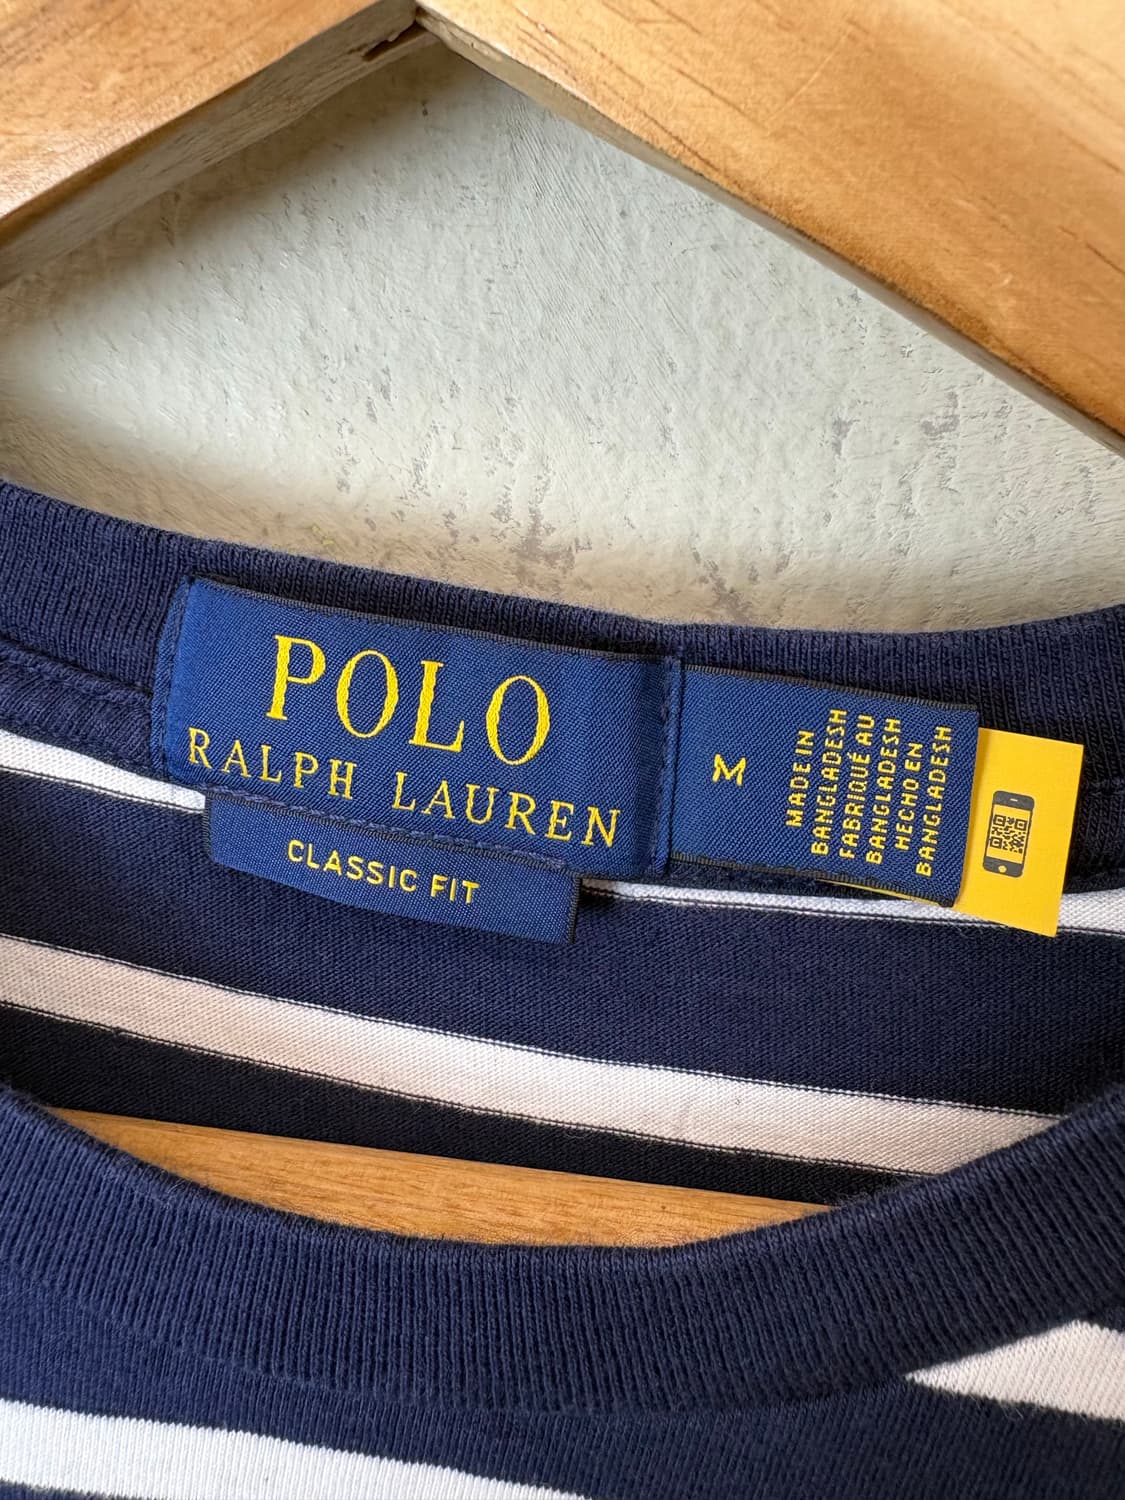 POLO
RALPH LAUREN
CLASSIC FIT
M
MADE IN
BANGLADESH
FABRIQUÉ AU
BANGLADESH
HECHO EN
BANGLADESH